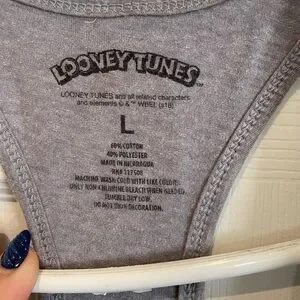 LOONEY TUNES
LOONEY TUNES and all related characters
and elements © & ™ WBEI. (s18)
L
60% COTTON
40% POLYESTER
MADE IN NICARAGUA
RN# 117508
MACHINE WASH COLD WITH LIKE COLORS
ONLY NON-CHLORINE BLEACH WHEN NEEDED
TUMBLE DRY LOW
DO NOT IRON DECORATION.